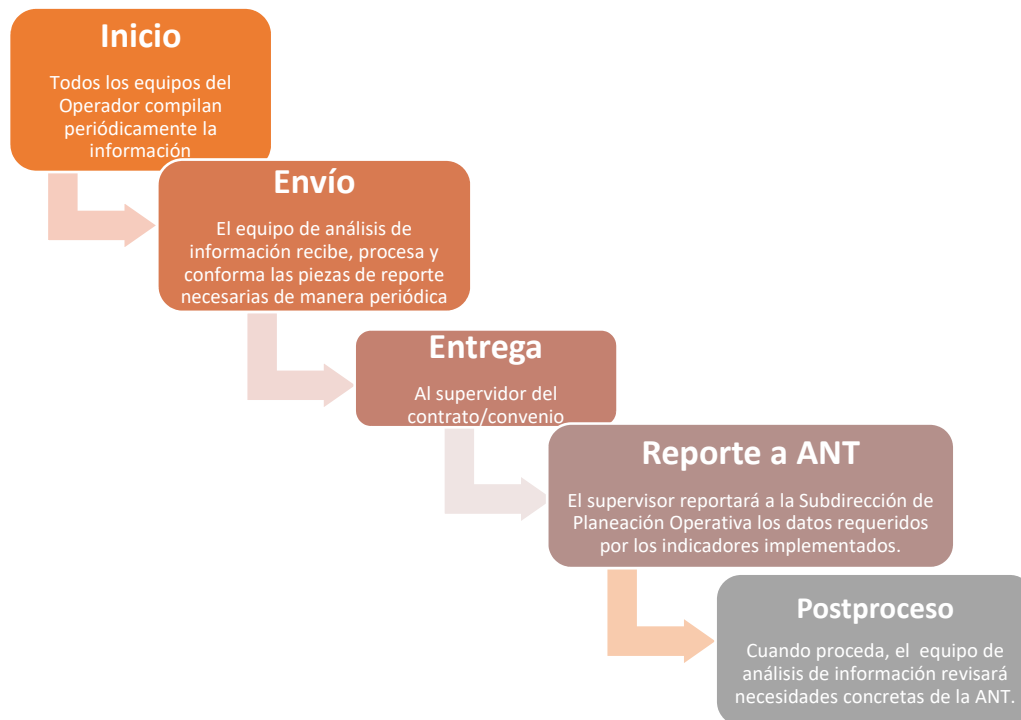 Inicio
Todos los equipos del
Operador compilan
periódicamente la
información
Envío
El equipo de análisis de
información recibe, procesa y
conforma las piezas de reporte
necesarias de manera periódica
Entrega
Al supervidor del
contrato/convenio
Reporte a ANT
El supervisor reportará a la Subdirección de
Planeación Operativa los datos requeridos
por los indicadores implementados.
Postproceso
Cuando proceda, el equipo de
análisis de información revisará
necesidades concretas de la ANT.